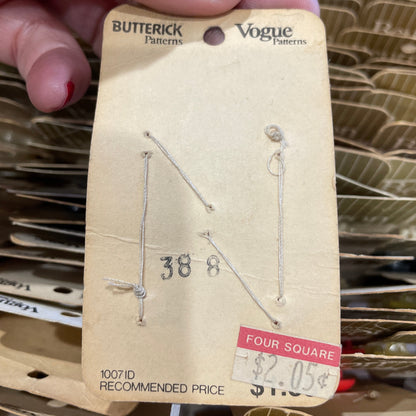 BUTTERICK Vogue
Patterns Patterns
38 8
FOUR SQUARE
$2.05¢
1007ID
RECOMMENDED PRICE